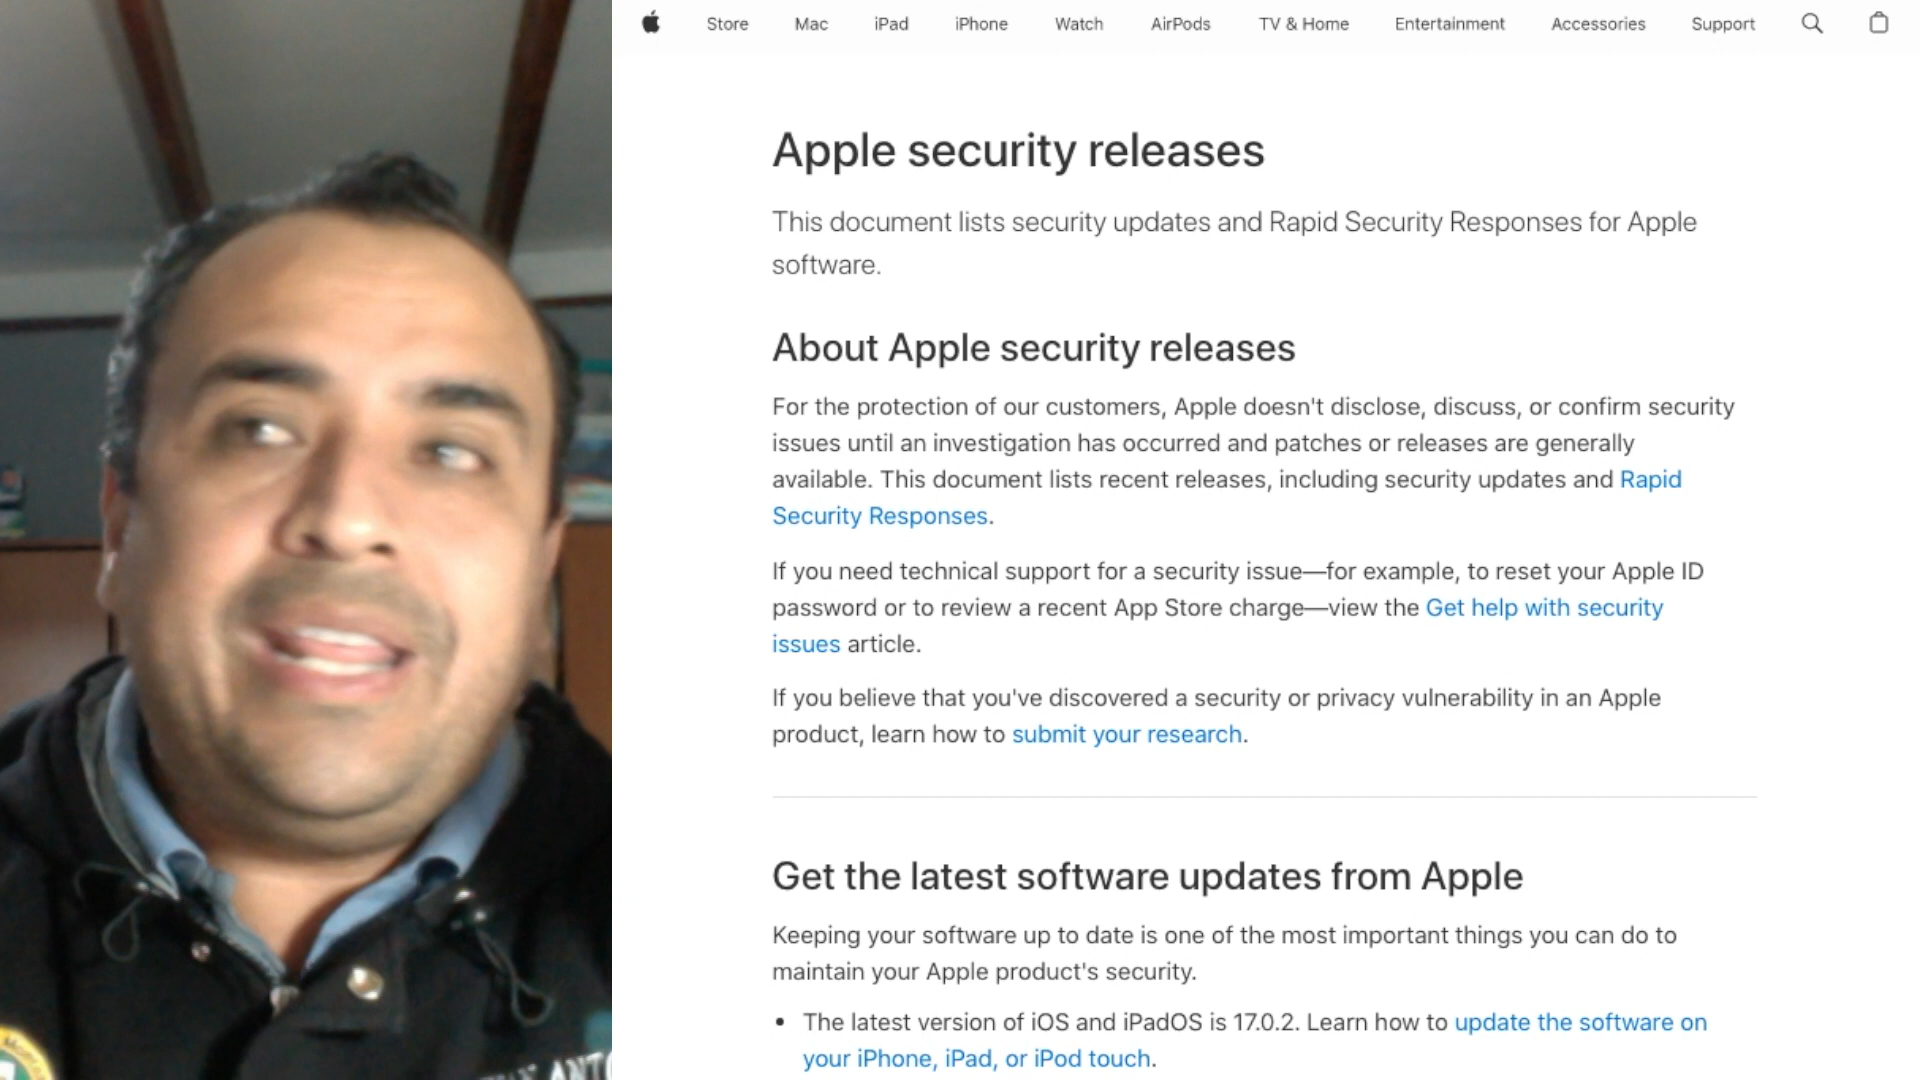 Store Mac iPad iPhone Watch AirPods TV & Home Entertainment Accessories Support
Apple security releases
This document lists security updates and Rapid Security Responses for Apple
software.
About Apple security releases
For the protection of our customers, Apple doesn't disclose, discuss, or confirm security
issues until an investigation has occurred and patches or releases are generally
available. This document lists recent releases, including security updates and Rapid
Security Responses.
If you need technical support for a security issue—for example, to reset your Apple ID
password or to review a recent App Store charge—view the Get help with security
issues article.
If you believe that you've discovered a security or privacy vulnerability in an Apple
product, learn how to submit your research.
Get the latest software updates from Apple
Keeping your software up to date is one of the most important things you can do to
maintain your Apple product's security.
• The latest version of iOS and iPadOS is 17.0.2. Learn how to update the software on
your iPhone, iPad, or iPod touch.